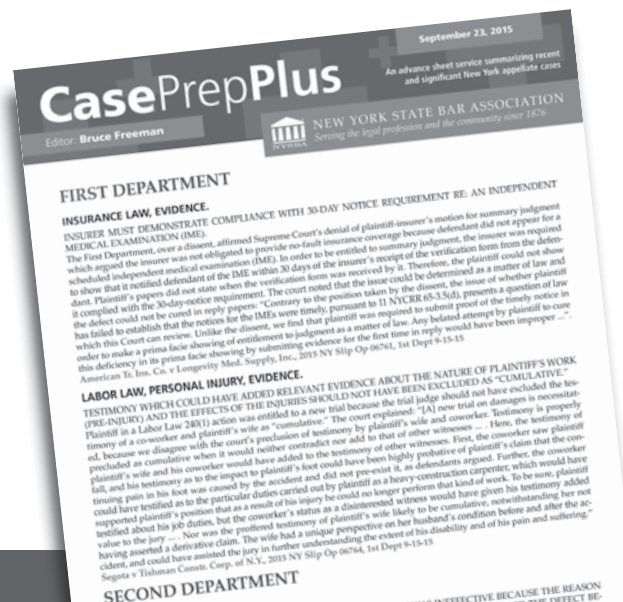 September 23, 2015
CasePrepPlus
An advance sheet service summarizing recent
and significant New York appellate cases
Editor: Bruce Freeman
NYSBA
NEW YORK STATE BAR ASSOCIATION
Serving the legal profession and the community since 1876
FIRST DEPARTMENT
INSURANCE LAW, EVIDENCE.
INSURER MUST DEMONSTRATE COMPLIANCE WITH 30-DAY NOTICE REQUIREMENT RE: AN INDEPENDENT
MEDICAL EXAMINATION (IME).
The First Department, over a dissent, affirmed Supreme Court's denial of plaintiff-insurer's motion for summary judgment
which argued the insurer was not obligated to provide no-fault insurance coverage because defendant did not appear for a
scheduled independent medical examination (IME). In order to be entitled to summary judgment, the insurer was required
to show that it notified defendant of the IME within 30 days of the insurer's receipt of the verification form from the defen-
dant. Plaintiff's papers did not state when the verification form was received by it. Therefore, the plaintiff could not show
it complied with the 30-day-notice requirement. The court noted that the issue could be determined as a matter of law and
the defect could not be cured in reply papers: "Contrary to the position taken by the dissent, the issue of whether plaintiff
has failed to establish that the notices for the IMEs were timely, pursuant to 11 NYCRR 65-3.5(d), presents a question of law
which this Court can review. Unlike the dissent, we find that plaintiff was required to submit proof of the timely notice in
order to make a prima facie showing of entitlement to judgment as a matter of law. Any belated attempt by plaintiff to cure
this deficiency in its prima facie showing by submitting evidence for the first time in reply would have been improper ...".
American Tr. Ins. Co. v Longevity Med. Supply, Inc., 2015 NY Slip Op 06761, 1st Dept 9-15-15
LABOR LAW, PERSONAL INJURY, EVIDENCE.
TESTIMONY WHICH COULD HAVE ADDED RELEVANT EVIDENCE ABOUT THE NATURE OF PLAINTIFF'S WORK
(PRE-INJURY) AND THE EFFECTS OF THE INJURIES SHOULD NOT HAVE BEEN EXCLUDED AS "CUMULATIVE."
Plaintiff in a Labor Law 240(1) action was entitled to a new trial because the trial judge should not have excluded the tes-
timony of a co-worker and plaintiff's wife as "cumulative." The court explained: "[A] new trial on damages is necessitat-
ed, because we disagree with the court's preclusion of testimony by plaintiff's wife and coworker. Testimony is properly
precluded as cumulative when it would neither contradict nor add to that of other witnesses ... . Here, the testimony of
plaintiff's wife and his coworker would have added to the testimony of other witnesses. First, the coworker saw plaintiff
fall, and his testimony as to the impact to plaintiff's foot could have been highly probative of plaintiff's claim that the con-
tinuing pain in his foot was caused by the accident and did not pre-exist it, as defendants argued. Further, the coworker
could have testified as to the particular duties carried out by plaintiff as a heavy-construction carpenter, which would have
supported plaintiff's position that as a result of his injury he could no longer perform that kind of work. To be sure, plaintiff
testified about his job duties, but the coworker's status as a disinterested witness would have given his testimony added
value to the jury ... . Nor was the proffered testimony of plaintiff's wife likely to be cumulative, notwithstanding her not
having asserted a derivative claim. The wife had a unique perspective on her husband's condition before and after the ac-
cident, and could have assisted the jury in further understanding the extent of his disability and of his pain and suffering."
Segota v Tishman Constr. Corp. of N.Y., 2015 NY Slip Op 06764, 1st Dept 9-15-15
SECOND DEPARTMENT
INEFFECTIVE BECAUSE THE REASON
THE DEFECT BE-